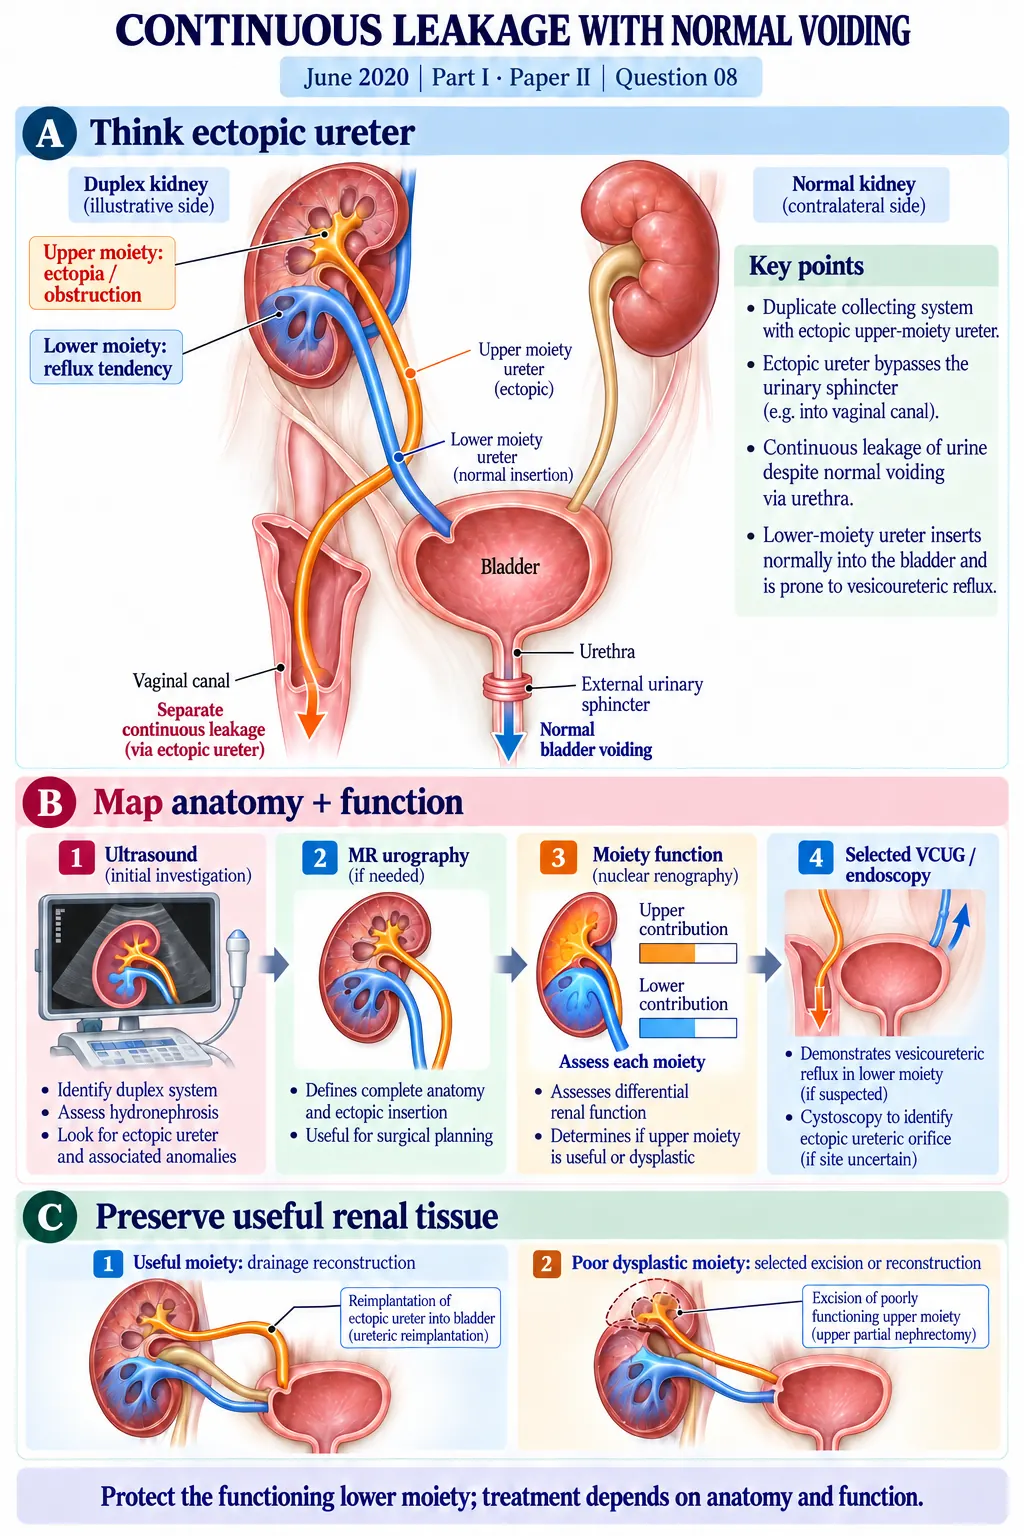 CONTINUOUS LEAKAGE WITH NORMAL VOIDING
June 2020 | Part I · Paper II | Question 08
A Think ectopic ureter
Duplex kidney
(illustrative side)
Normal kidney
(contralateral side)
Upper moiety:
ectopia /
obstruction
Lower moiety:
reflux tendency
Upper moiety
ureter
(ectopic)
Lower moiety
ureter
(normal insertion)
Bladder
Urethra
External urinary
sphincter
Normal
bladder voiding
Vaginal canal
Separate
continuous leakage
(via ectopic ureter)
Key points
• Duplicate collecting system
with ectopic upper-moiety ureter.
• Ectopic ureter bypasses the
urinary sphincter
(e.g. into vaginal canal).
• Continuous leakage of urine
despite normal voiding
via urethra.
• Lower-moiety ureter inserts
normally into the bladder and
is prone to vesicoureteric reflux.
B Map anatomy + function
1 Ultrasound
(initial investigation)
• Identify duplex system
• Assess hydronephrosis
• Look for ectopic ureter
and associated anomalies
2 MR urography
(if needed)
• Defines complete anatomy
and ectopic insertion
• Useful for surgical planning
3 Moiety function
(nuclear renography)
Upper
contribution
Lower
contribution
Assess each moiety
• Assesses differential
renal function
• Determines if upper moiety
is useful or dysplastic
4 Selected VCUG /
endoscopy
• Demonstrates vesicoureteric
reflux in lower moiety
(if suspected)
• Cystoscopy to identify
ectopic ureteric orifice
(if site uncertain)
C Preserve useful renal tissue
1 Useful moiety: drainage reconstruction
Reimplantation of
ectopic ureter into bladder
(ureteric reimplantation)
2 Poor dysplastic moiety: selected excision or reconstruction
Excision of poorly
functioning upper moiety
(upper partial nephrectomy)
Protect the functioning lower moiety; treatment depends on anatomy and function.